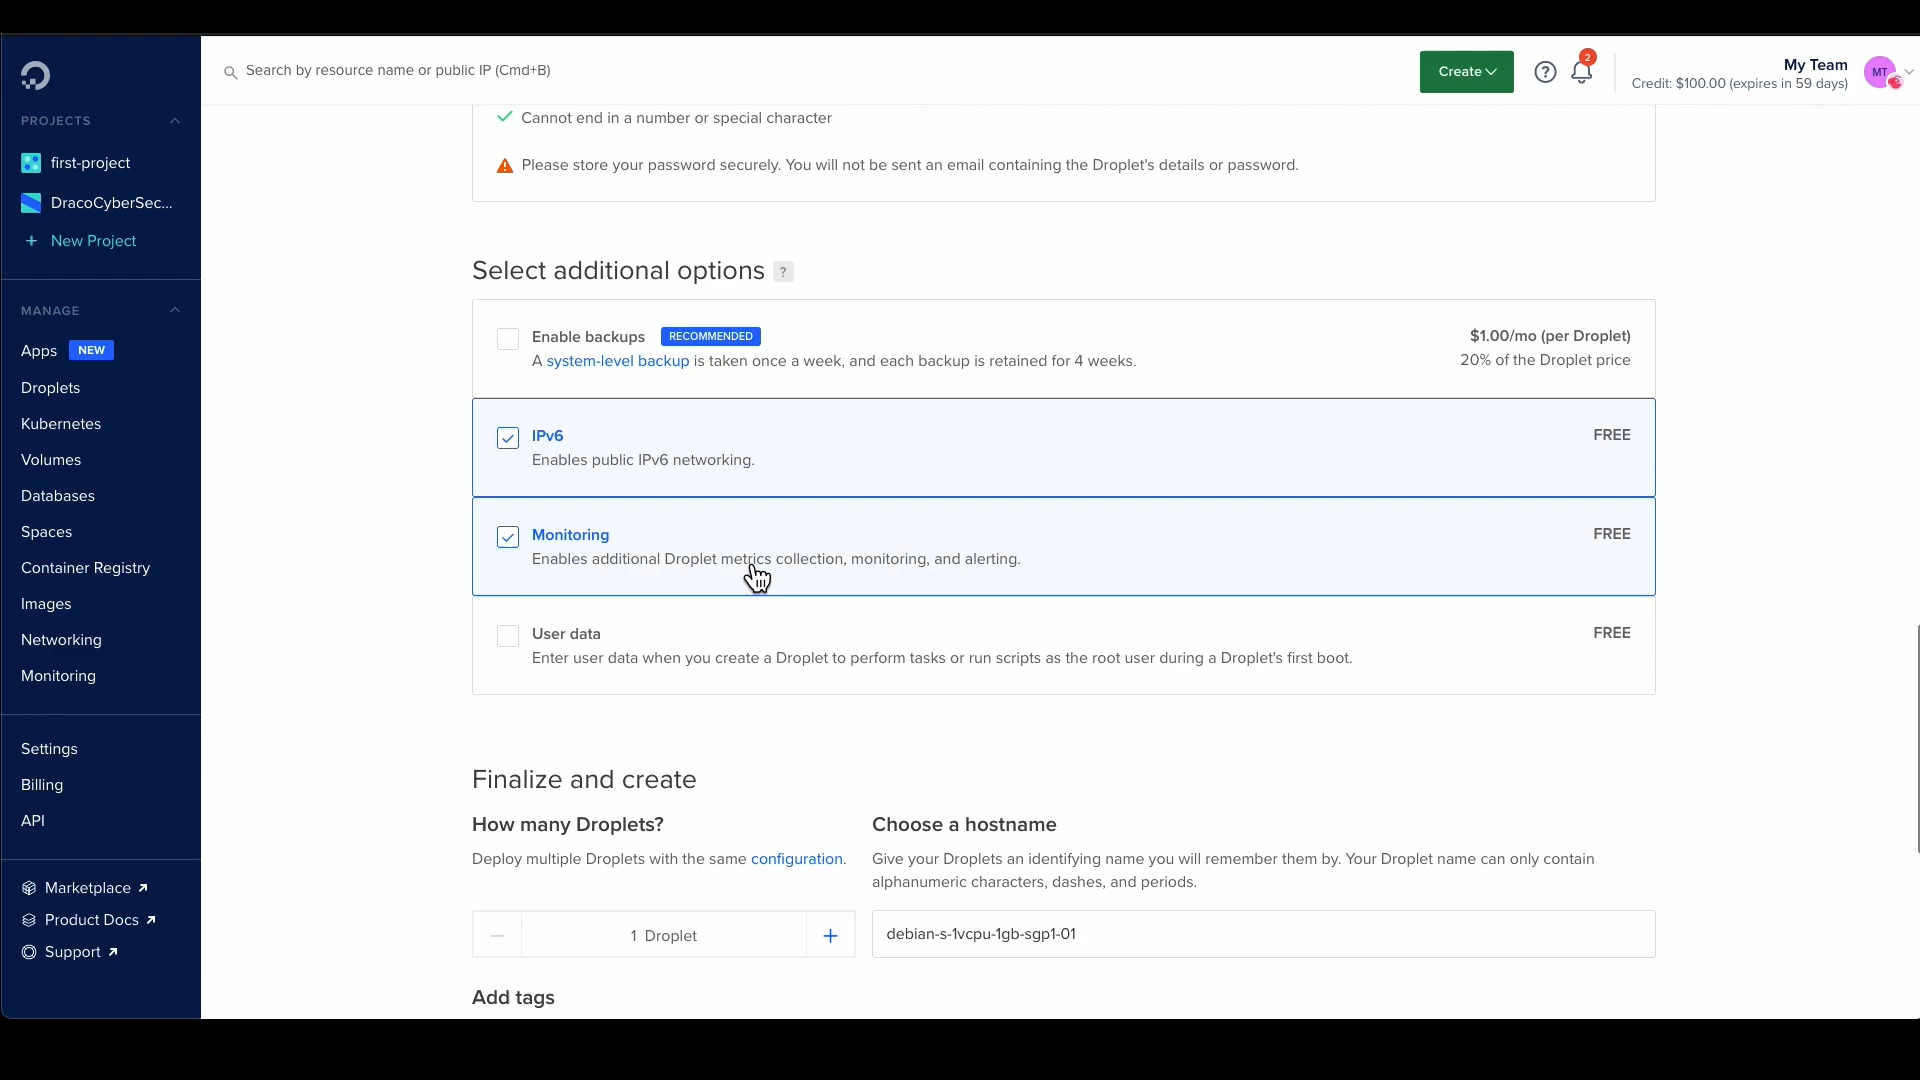 Search by resource name or public IP (Cmd+B)
Create
?
2
My Team
Credit: $100.00 (expires in 59 days)
MT
PROJECTS
first-project
DracoCyberSec...
+ New Project
MANAGE
Apps NEW
Droplets
Kubernetes
Volumes
Databases
Spaces
Container Registry
Images
Networking
Monitoring
Settings
Billing
API
Marketplace
Product Docs
Support
Cannot end in a number or special character
Please store your password securely. You will not be sent an email containing the Droplet's details or password.
Select additional options ?
Enable backups RECOMMENDED $1.00/mo (per Droplet)
A system-level backup is taken once a week, and each backup is retained for 4 weeks. 20% of the Droplet price
IPv6 FREE
Enables public IPv6 networking.
Monitoring FREE
Enables additional Droplet metrics collection, monitoring, and alerting.
User data FREE
Enter user data when you create a Droplet to perform tasks or run scripts as the root user during a Droplet's first boot.
Finalize and create
How many Droplets?
Deploy multiple Droplets with the same configuration.
− 1 Droplet +
Choose a hostname
Give your Droplets an identifying name you will remember them by. Your Droplet name can only contain
alphanumeric characters, dashes, and periods.
debian-s-1vcpu-1gb-sgp1-01
Add tags